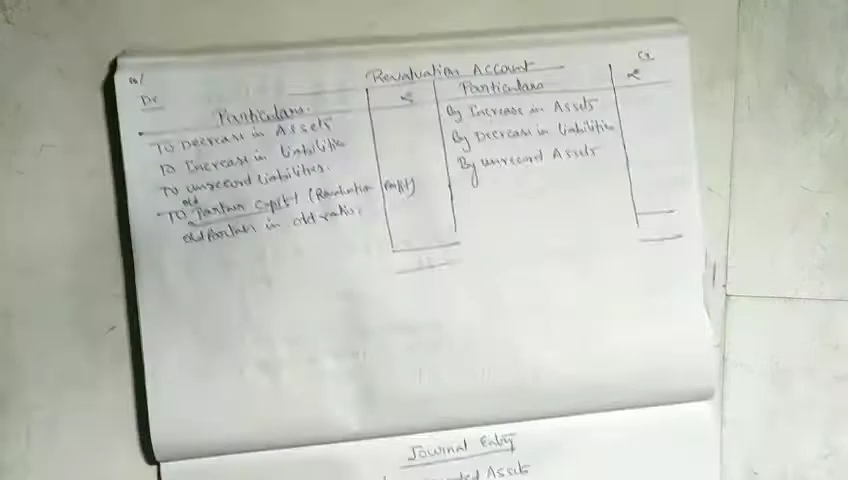 Revaluation Account
Dr
Cr
Particulars.
₹
Particulars
₹
To Decrease in Assets
To Increase in liabilities
To unrecord liabilities.
To old Partner Capital (Revaluation
old Partners in old ratio.
By Increase in Assets
By Decrease in liabilities
By unrecord Assets
Journal Entry
Assets